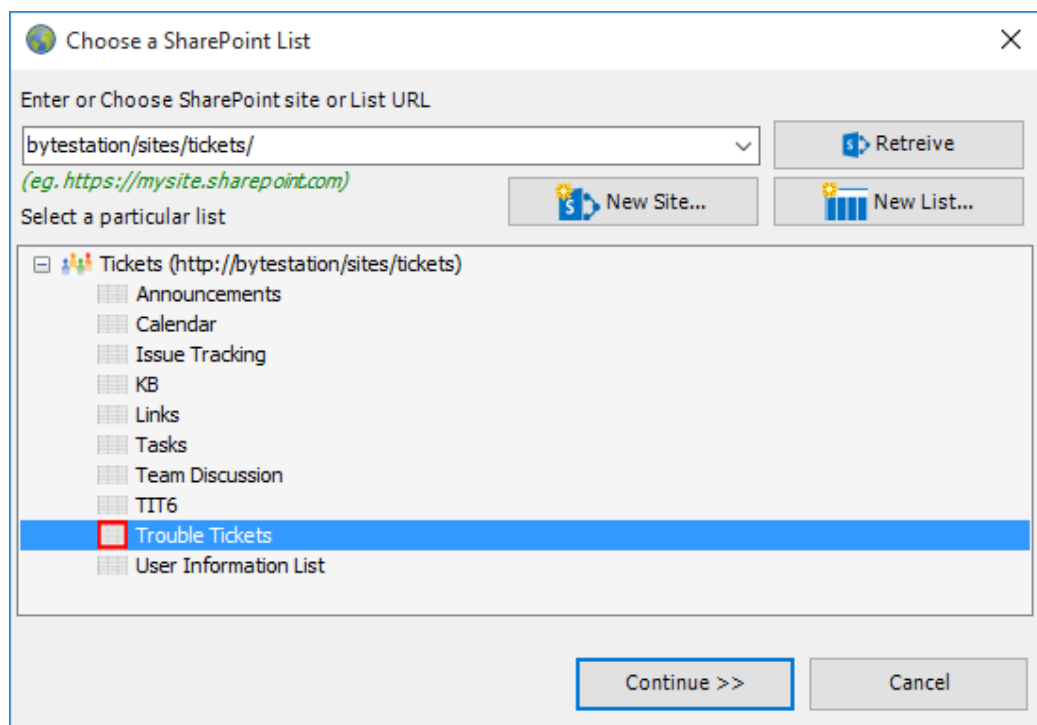 Choose a SharePoint List
Enter or Choose SharePoint site or List URL
bytestation/sites/tickets/
Retreive
(eg. https://mysite.sharepoint.com)
New Site...
New List...
Select a particular list
Tickets (http://bytestation/sites/tickets)
Announcements
Calendar
Issue Tracking
KB
Links
Tasks
Team Discussion
TIT6
Trouble Tickets
User Information List
Continue >>
Cancel